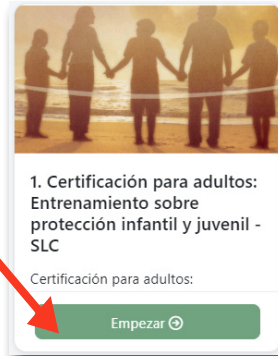 1. Certificación para adultos:
Entrenamiento sobre
protección infantil y juvenil -
SLC
Certificación para adultos:
Empezar